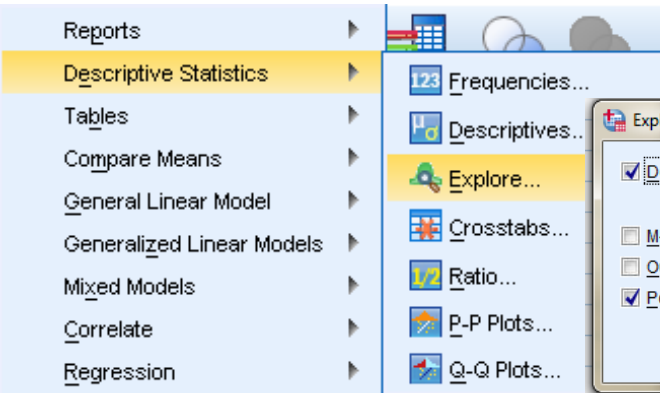 Reports
Descriptive Statistics
Tables
Compare Means
General Linear Model
Generalized Linear Models
Mixed Models
Correlate
Regression
123 Frequencies...
μ σ Descriptives..
Explore...
Crosstabs...
1/2 Ratio...
P-P Plots...
Q-Q Plots...
Exp
D
M
O